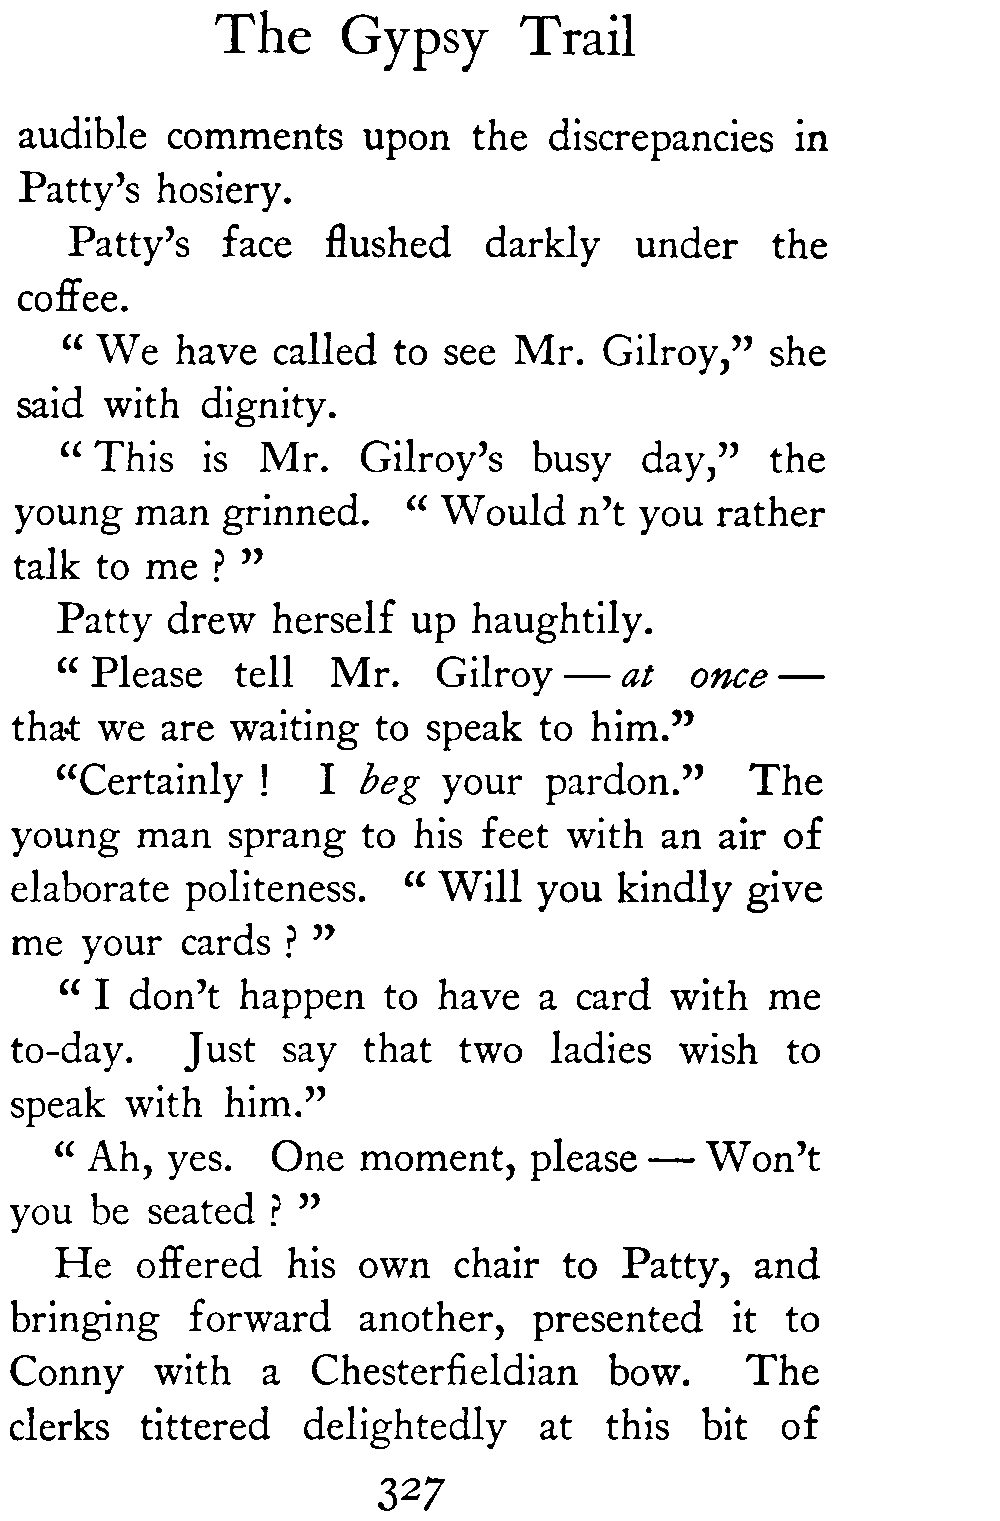 The Gypsy Trail
audible comments upon the discrepancies in
Patty's hosiery.
Patty's face flushed darkly under the
coffee.
“ We have called to see Mr. Gilroy,” she
said with dignity.
“ This is Mr. Gilroy's busy day,” the
young man grinned. “ Would n't you rather
talk to me ? ”
Patty drew herself up haughtily.
“ Please tell Mr. Gilroy — at once —
that we are waiting to speak to him.”
“Certainly ! I beg your pardon.” The
young man sprang to his feet with an air of
elaborate politeness. “ Will you kindly give
me your cards ? ”
“ I don't happen to have a card with me
to-day. Just say that two ladies wish to
speak with him.”
“ Ah, yes. One moment, please — Won't
you be seated ? ”
He offered his own chair to Patty, and
bringing forward another, presented it to
Conny with a Chesterfieldian bow. The
clerks tittered delightedly at this bit of
327